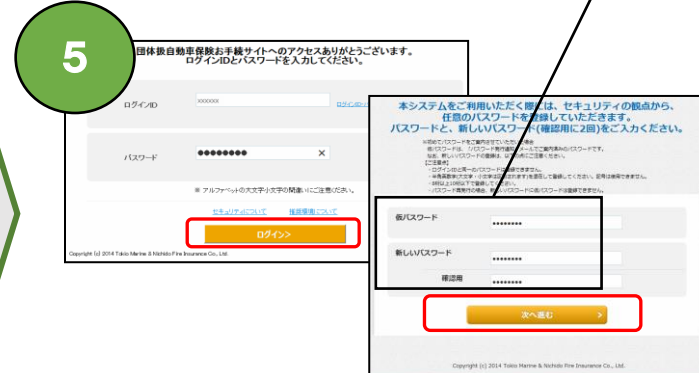 5
団体扱自動車保険お手続サイトへのアクセスありがとうございます。
ログインIDとパスワードを入力してください。
ログインID
xxxxxx
パスワード
●●●●●●●● ×
※ アルファベットの大文字小文字の間違いにご注意ください。
セキュリティについて 推奨環境について
ログイン>
Copyright (c) 2014 Tokio Marine & Nichido Fire Insurance Co., Ltd.
本システムをご利用いただく際には、セキュリティの観点から、
任意のパスワードを登録していただきます。
パスワードと、新しいパスワード(確認用に2回)をご入力ください。
仮パスワード
••••••••
新しいパスワード
••••••••
確認用
••••••••
次へ進む >
Copyright (c) 2014 Tokio Marine & Nichido Fire Insurance Co., Ltd.